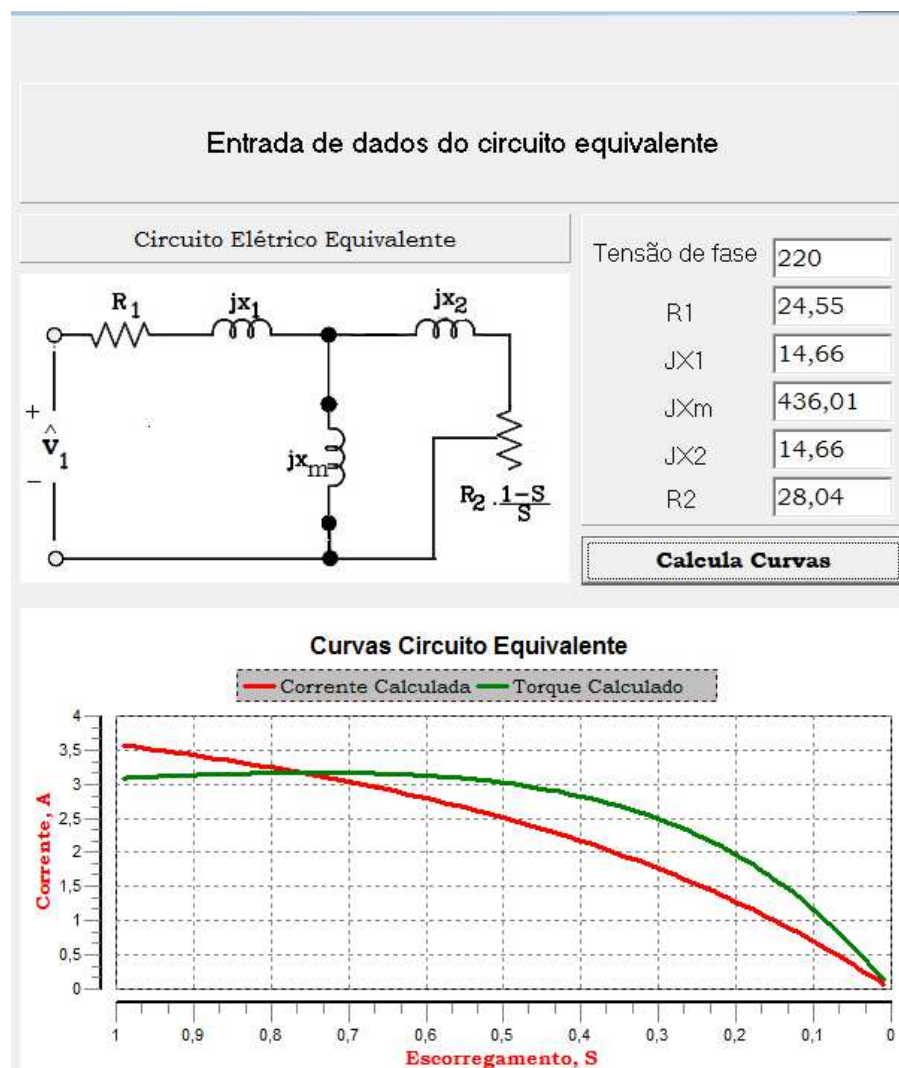 Entrada de dados do circuito equivalente
Circuito Elétrico Equivalente
R1
jx1
jx2
+
v̂1
−
jxm
R2 . 1-S
S
Tensão de fase 220
R1 24,55
JX1 14,66
JXm 436,01
JX2 14,66
R2 28,04
Calcula Curvas
Curvas Circuito Equivalente
Corrente Calculada Torque Calculado
Corrente, A
4
3,5
3
2,5
2
1,5
1
0,5
0
1 0,9 0,8 0,7 0,6 0,5 0,4 0,3 0,2 0,1 0
Escorregamento, S